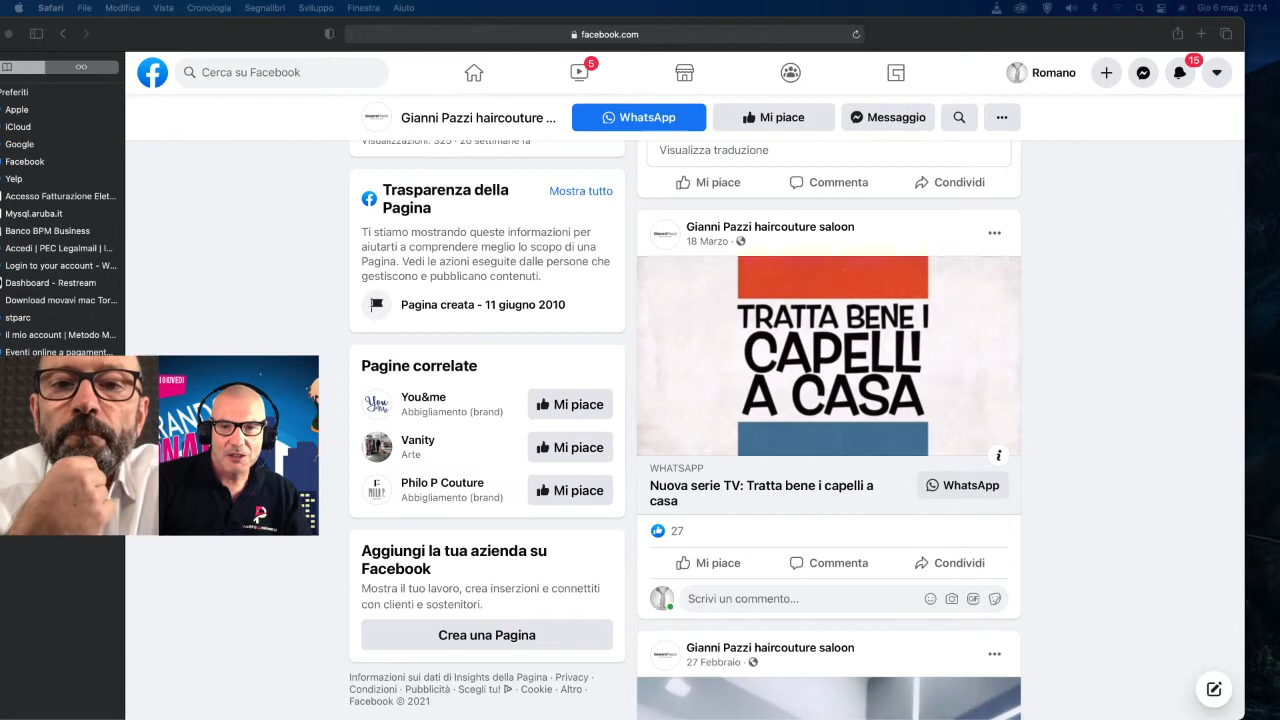 Safari File Modifica Vista Cronologia Segnalibri Sviluppo Finestra Aiuto
Gio 6 mag 22:14
facebook.com
Preferiti
Apple
iCloud
Google
Facebook
Yelp
Accesso Fatturazione Elet...
Mysql.aruba.it
Banco BPM Business
Accedi | PEC Legalmail | I...
Login to your account - W...
Dashboard - Restream
Download movavi mac Tor...
stparc
Il mio account | Metodo M...
Eventi online a pagament...
Cerca su Facebook
5
Romano
15
Gianni Pazzi haircouture ...
WhatsApp
Mi piace
Messaggio
Visualizzazioni: 325 · 26 settimane fa
Trasparenza della
Pagina
Mostra tutto
Ti stiamo mostrando queste informazioni per
aiutarti a comprendere meglio lo scopo di una
Pagina. Vedi le azioni eseguite dalle persone che
gestiscono e pubblicano contenuti.
Pagina creata - 11 giugno 2010
Pagine correlate
You&me
Abbigliamento (brand)
Mi piace
Vanity
Arte
Mi piace
Philo P Couture
Abbigliamento (brand)
Mi piace
Aggiungi la tua azienda su
Facebook
Mostra il tuo lavoro, crea inserzioni e connettiti
con clienti e sostenitori.
Crea una Pagina
Informazioni sui dati di Insights della Pagina · Privacy ·
Condizioni · Pubblicità · Scegli tu! · Cookie · Altro ·
Facebook © 2021
Visualizza traduzione
Mi piace Commenta Condividi
Gianni Pazzi haircouture saloon
18 Marzo ·
TRATTA BENE I
CAPELLI
A CASA
WHATSAPP
Nuova serie TV: Tratta bene i capelli a
casa
WhatsApp
27
Mi piace Commenta Condividi
Scrivi un commento...
GIF
Gianni Pazzi haircouture saloon
27 Febbraio ·